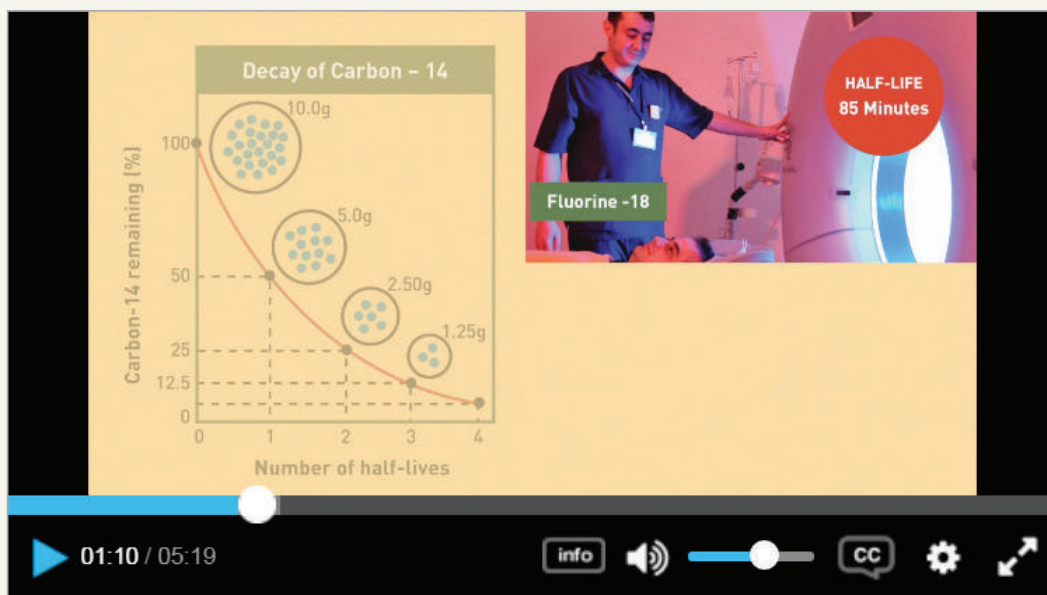 Decay of Carbon – 14
Carbon-14 remaining (%)
100
50
25
12.5
0
10.0g
5.0g
2.50g
1.25g
0 1 2 3 4
Number of half-lives
HALF-LIFE
85 Minutes
Fluorine -18
01:10 / 05:19
info
CC